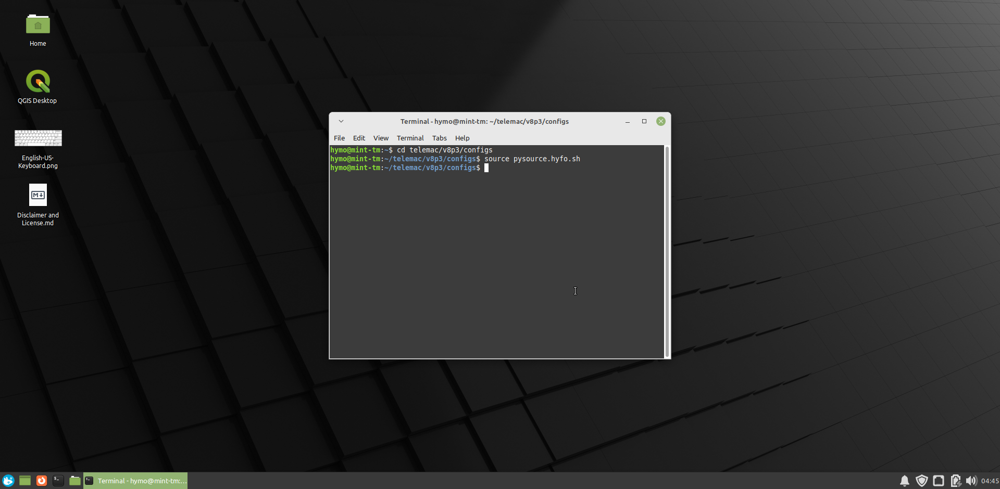 Home
QGIS Desktop
English-US-
Keyboard.png
Disclaimer and
License.md
Terminal - hymo@mint-tm: ~/telemac/v8p3/configs
File Edit View Terminal Tabs Help
hymo@mint-tm:~$ cd telemac/v8p3/configs
hymo@mint-tm:~/telemac/v8p3/configs$ source pysource.hyfo.sh
hymo@mint-tm:~/telemac/v8p3/configs$
Terminal - hymo@mint-tm:...
04:45